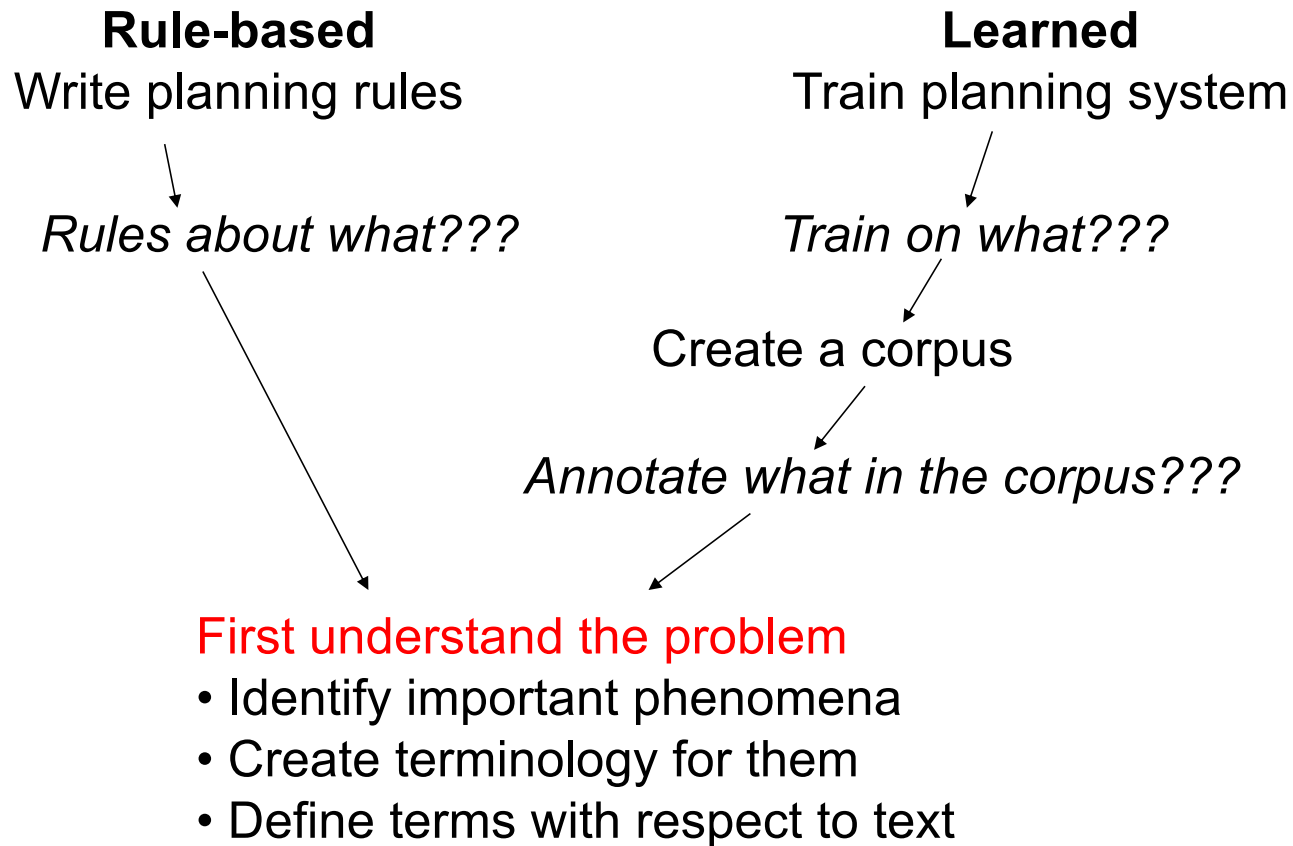 Rule-based
Write planning rules
Rules about what???
Learned
Train planning system
Train on what???
Create a corpus
Annotate what in the corpus???
First understand the problem
• Identify important phenomena
• Create terminology for them
• Define terms with respect to text